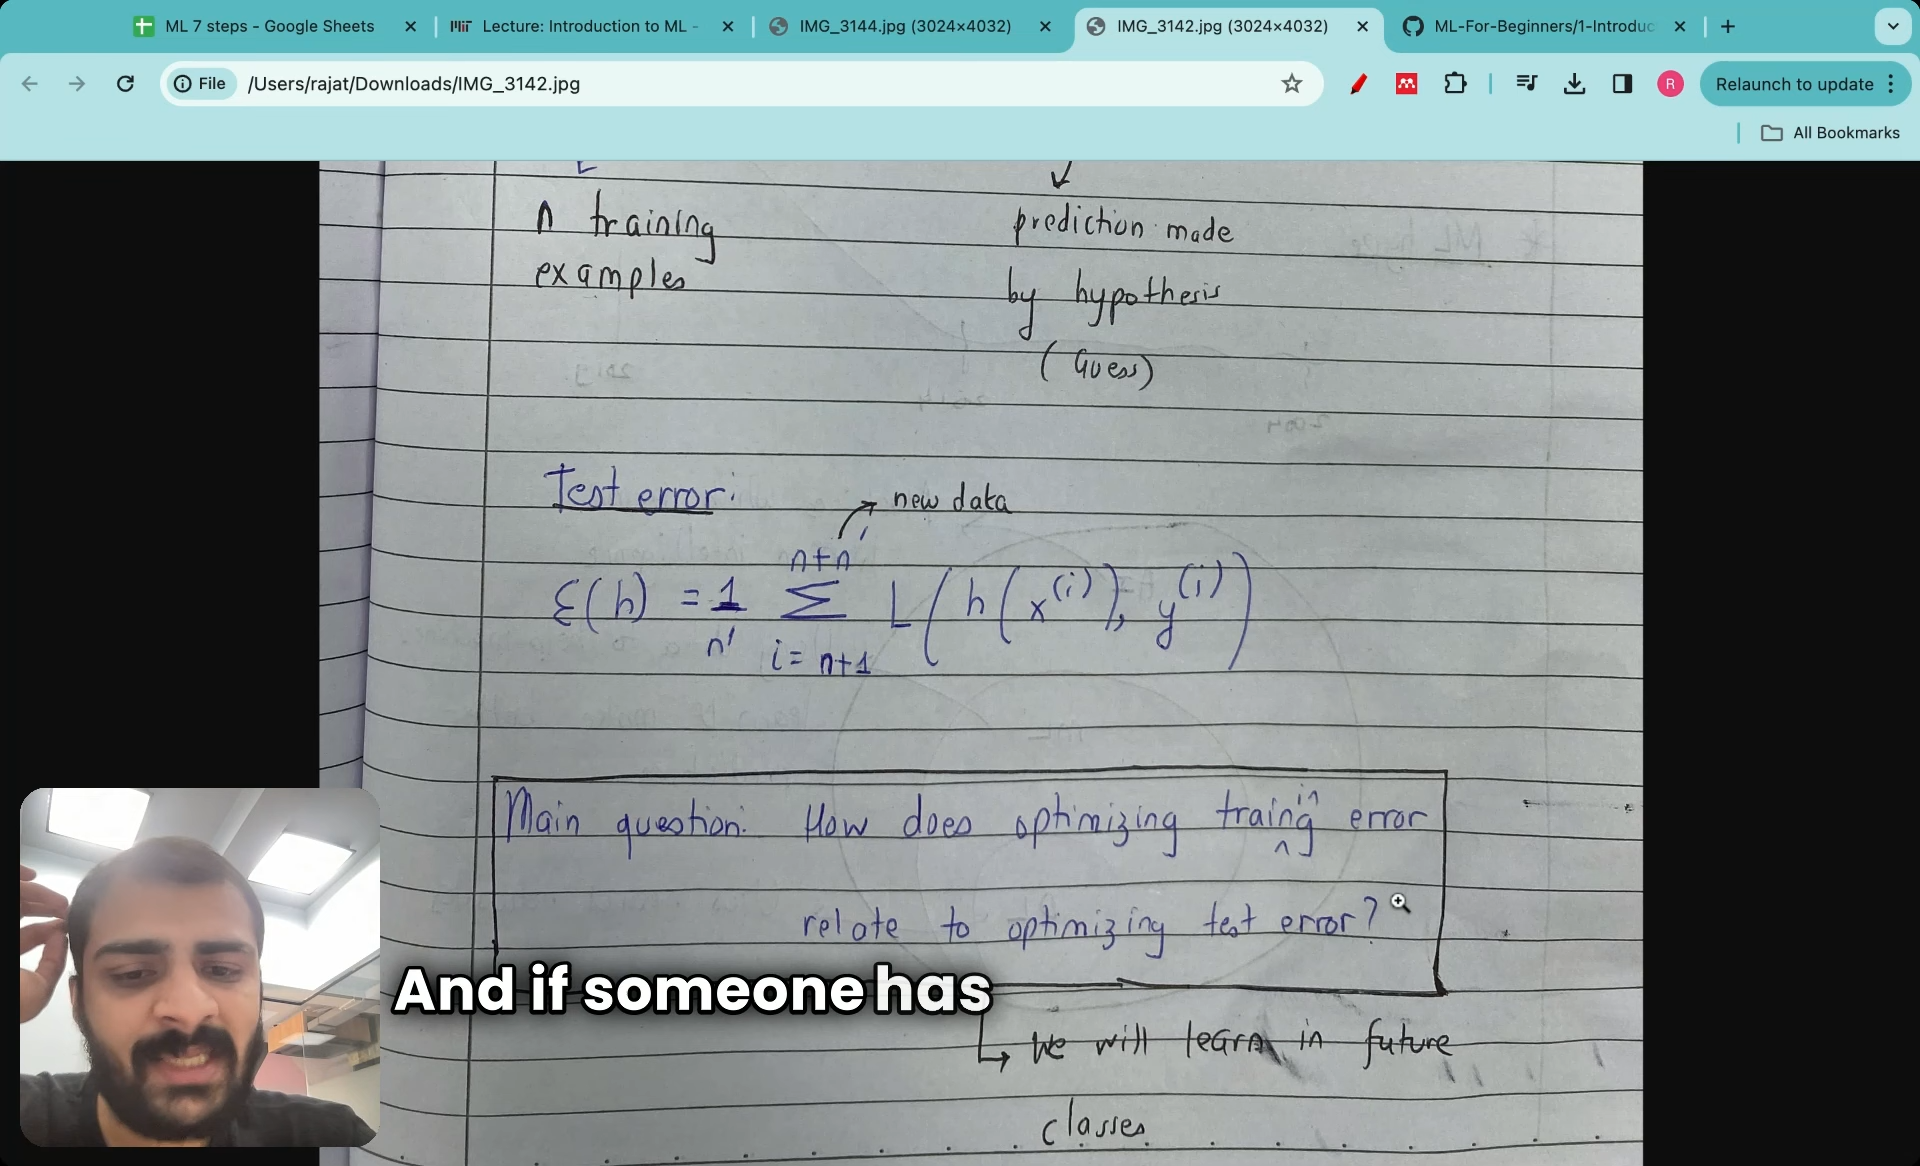 ML 7 steps - Google Sheets
Lecture: Introduction to ML -
IMG_3144.jpg (3024×4032)
IMG_3142.jpg (3024×4032)
ML-For-Beginners/1-Introduc
File /Users/rajat/Downloads/IMG_3142.jpg
R
Relaunch to update
All Bookmarks
n training
examples
prediction made
by hypothesis
(Guess)
Test error:
new data
ε(h) = 1/n' Σ_{i=n+1}^{n+n'} L(h(x^(i)), y^(i))
Main question: How does optimizing training error
relate to optimizing test error?
And if someone has
↳ We will learn in future
classes